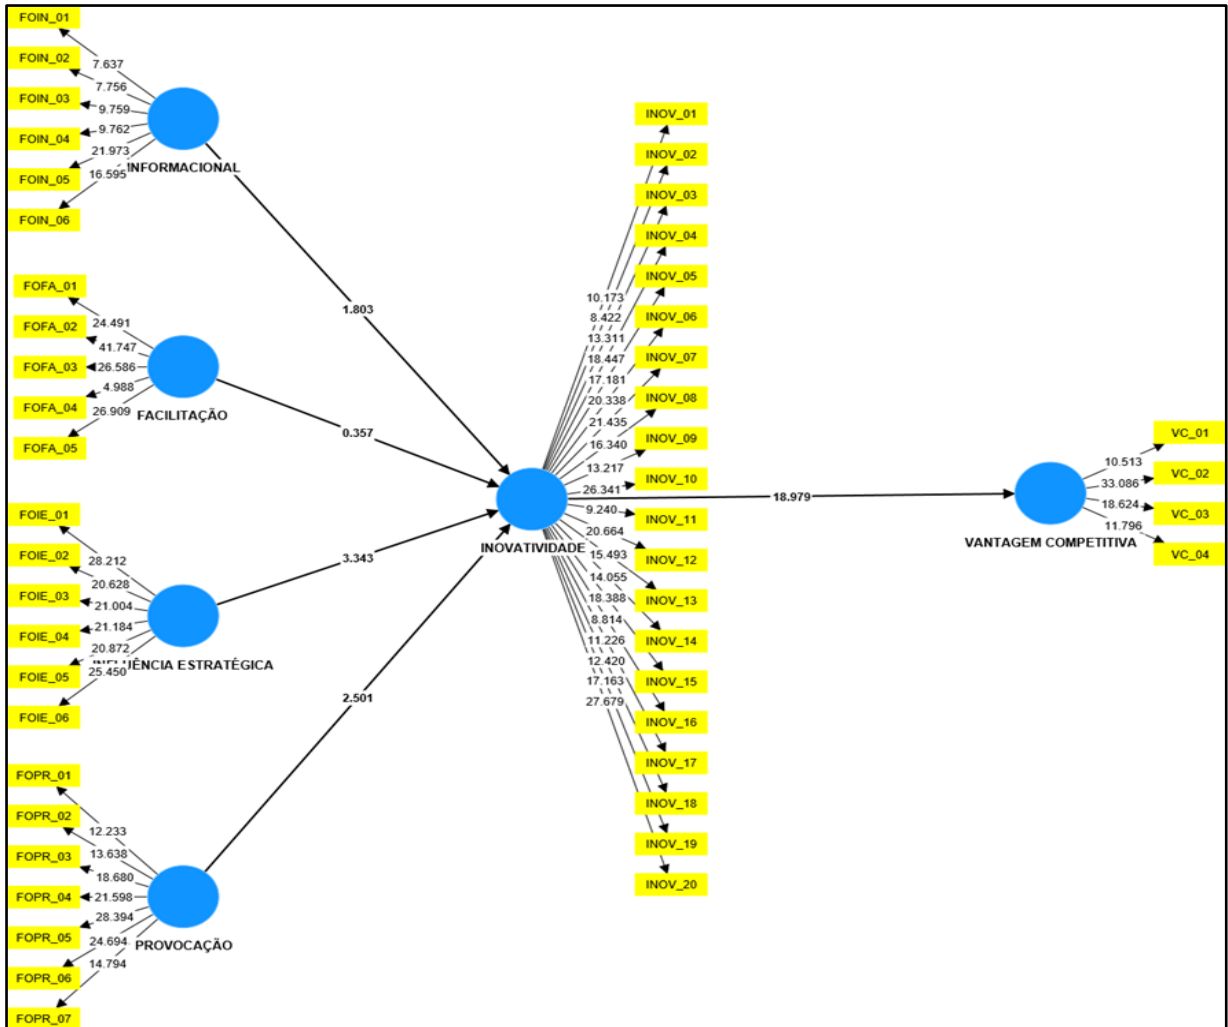 FOIN_01
7.637
FOIN_02
7.756
FOIN_03
9.759
FOIN_04
9.762
FOIN_05
21.973
FOIN_06
16.595
INFORMACIONAL
1.803
FOFA_01
24.491
FOFA_02
41.747
FOFA_03
26.586
FOFA_04
4.988
FOFA_05
26.909
FACILITAÇÃO
0.357
FOIE_01
28.212
FOIE_02
20.628
FOIE_03
21.004
FOIE_04
21.184
FOIE_05
20.872
FOIE_06
25.450
INFLUÊNCIA ESTRATÉGICA
3.343
FOPR_01
12.233
FOPR_02
13.638
FOPR_03
18.680
FOPR_04
21.598
FOPR_05
28.394
FOPR_06
24.694
FOPR_07
14.794
PROVOCAÇÃO
2.501
INOV_01
INOV_02
INOV_03
INOV_04
INOV_05
INOV_06
INOV_07
INOV_08
INOV_09
INOV_10
INOV_11
INOV_12
INOV_13
INOV_14
INOV_15
INOV_16
INOV_17
INOV_18
INOV_19
INOV_20
10.173
8.422
13.311
18.447
17.181
20.338
21.435
16.340
13.217
26.341
9.240
20.664
15.493
14.055
18.388
8.814
11.226
12.420
17.163
27.679
INOVATIVIDADE
18.979
VC_01
10.513
VC_02
33.086
VC_03
18.624
VC_04
11.796
VANTAGEM COMPETITIVA